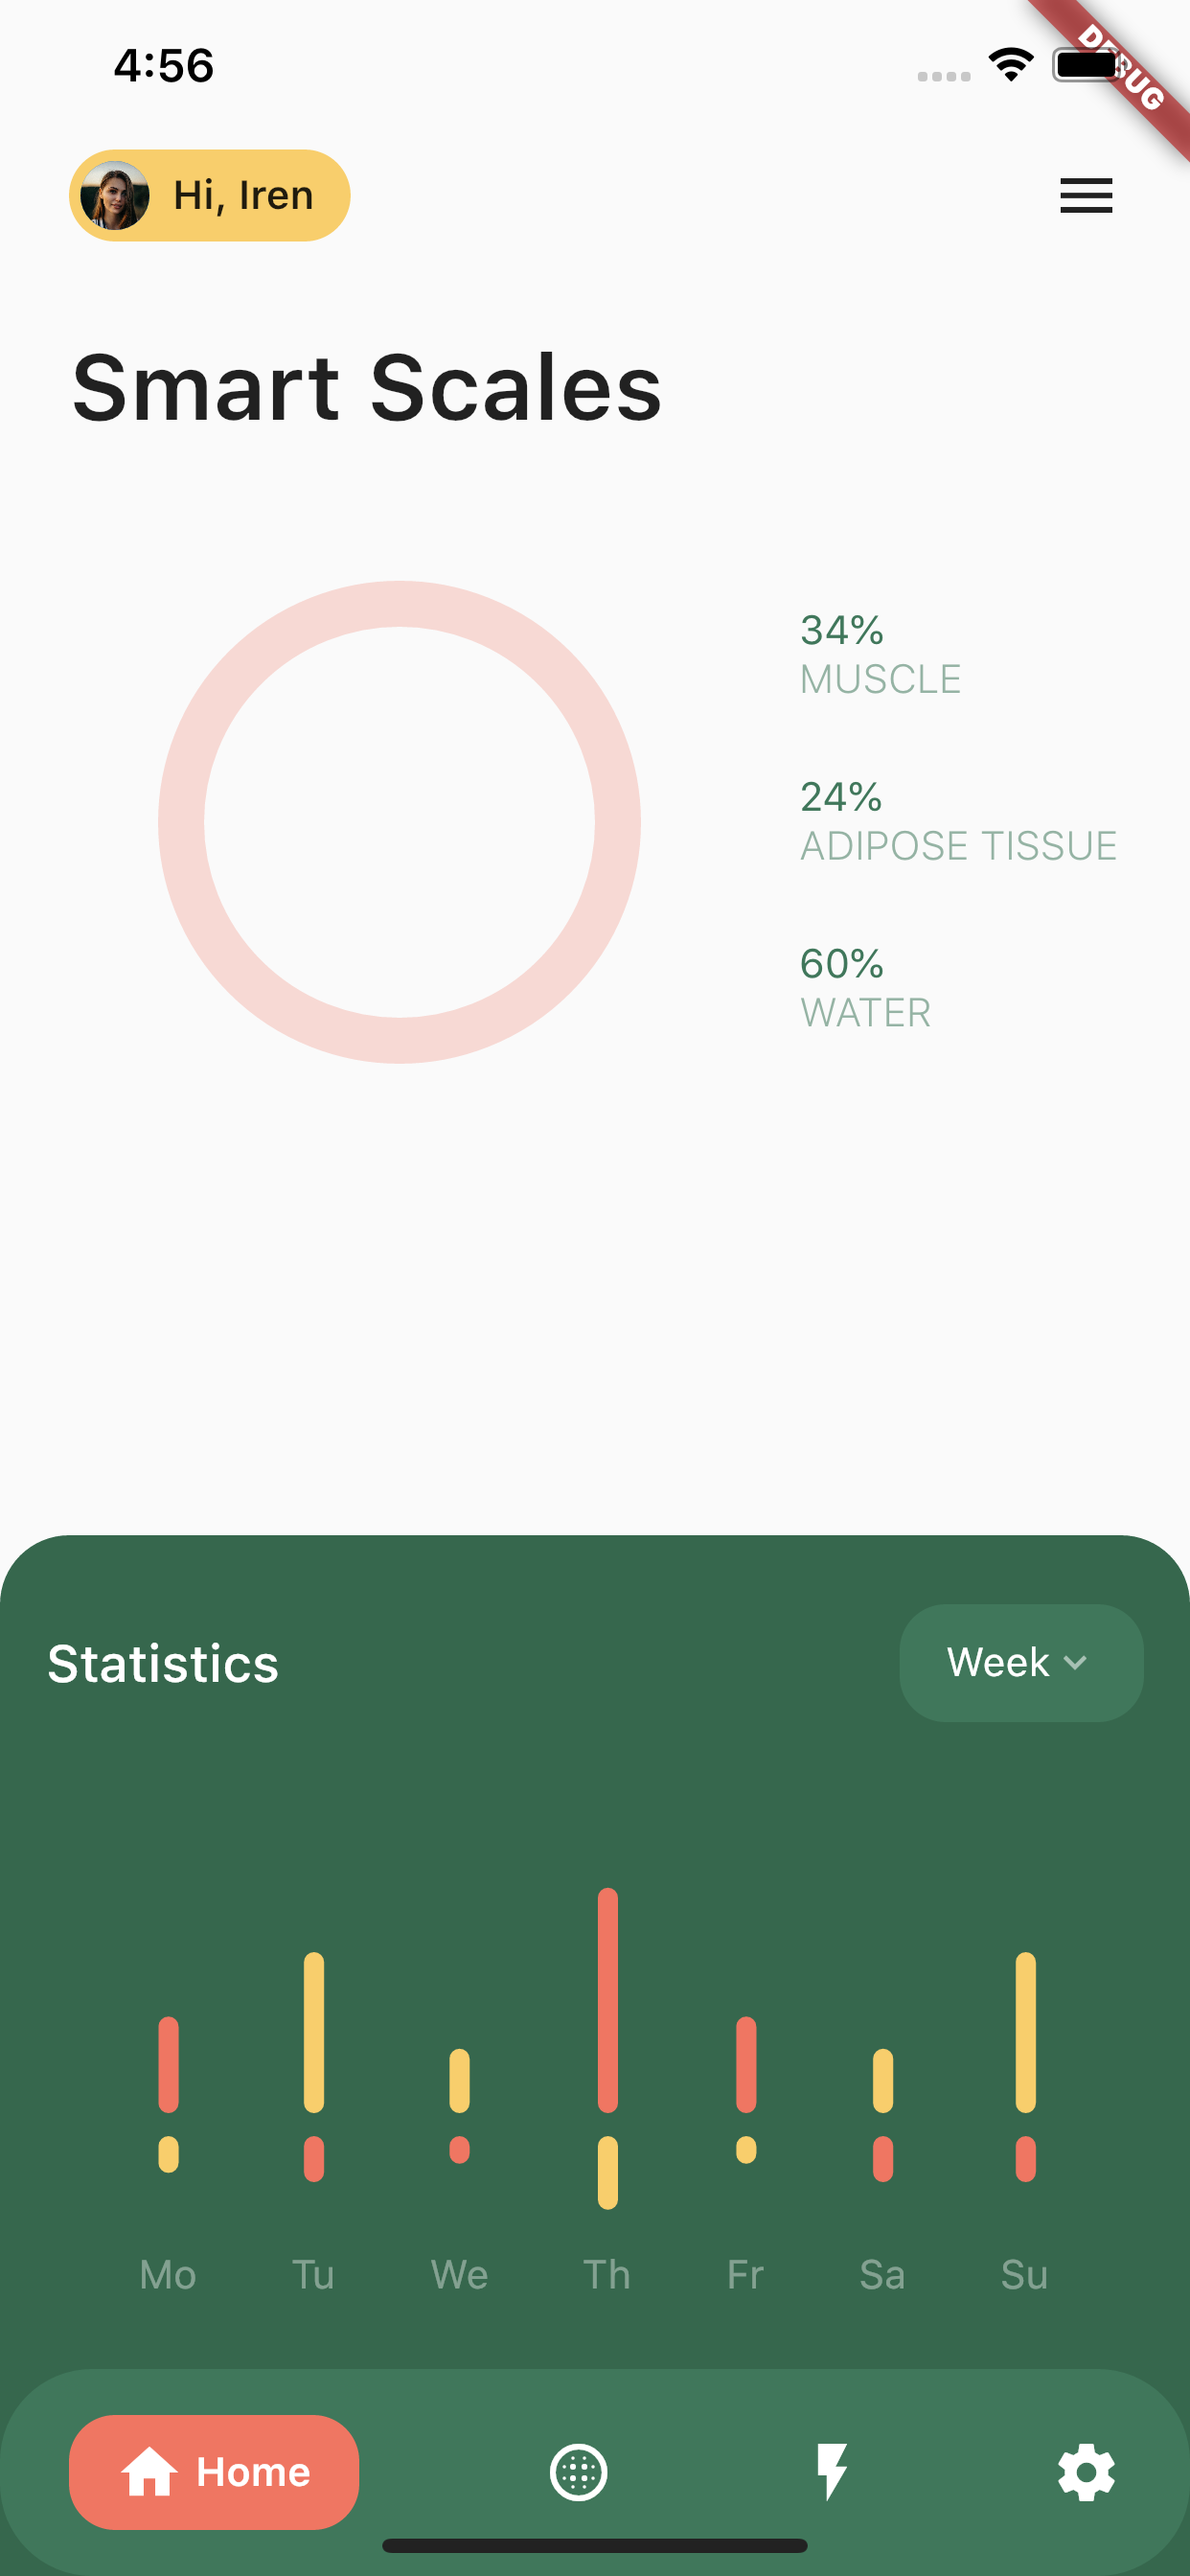 4:56
DEBUG
Hi, Iren
Smart Scales
34%
MUSCLE
24%
ADIPOSE TISSUE
60%
WATER
Statistics
Week
Mo Tu We Th Fr Sa Su
Home